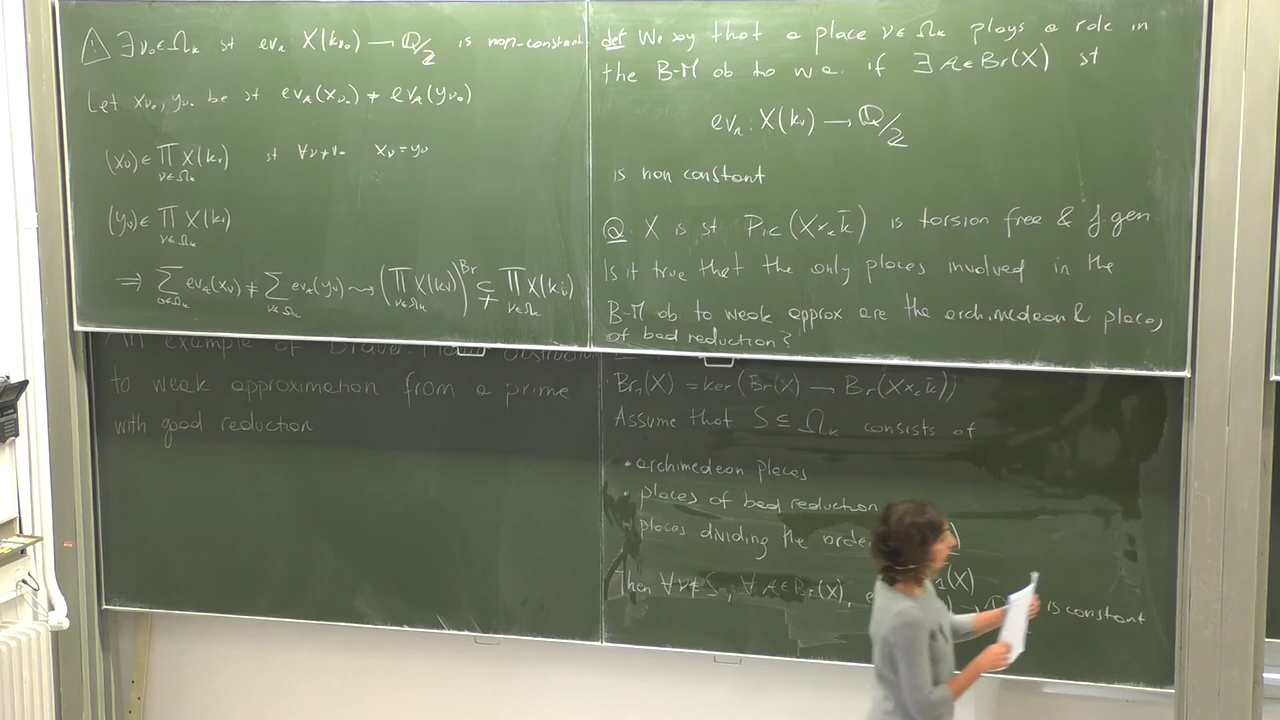 ⚠ ∃ ν₀∈Ω_k st ev_A X(k_ν₀) → Q/Z is non-constant
Let x_ν₀, y_ν₀ be st ev_A(x_ν₀) ≠ ev_A(y_ν₀)
(x_ν) ∈ ∏_{ν∈Ω_k} X(k_ν) st ∀ν≠ν₀ x_ν = y_ν
(y_ν) ∈ ∏_{ν∈Ω_k} X(k_ν)
⇒ ∑_{ν∈Ω_k} ev_A(x_ν) ≠ ∑_{ν∈Ω_k} ev_A(y_ν) ⇝ (∏_{ν∈Ω_k} X(k_ν))^{Br} ⊊ ∏_{ν∈Ω_k} X(k_ν)
def We say that a place ν∈Ω_k plays a role in
the B-M ob to w.a. if ∃ A∈Br(X) st
ev_A : X(k_ν) → Q/Z
is non constant
Q X is st Pic(X×_k k̄) is torsion free & f.gen.
Is it true that the only places involved in the
B-M ob to weak approx are the archimedean & places
of bad reduction?
An example of Brauer-Manin obstruction
to weak approximation from a prime
with good reduction
Br₁(X) = ker(Br(X) → Br(X×_k k̄))
Assume that S ⊆ Ω_k consists of
• archimedean places
• places of bad reduction
• places dividing the order
Then ∀ν∉S, ∀ A∈Br₁(X), is constant